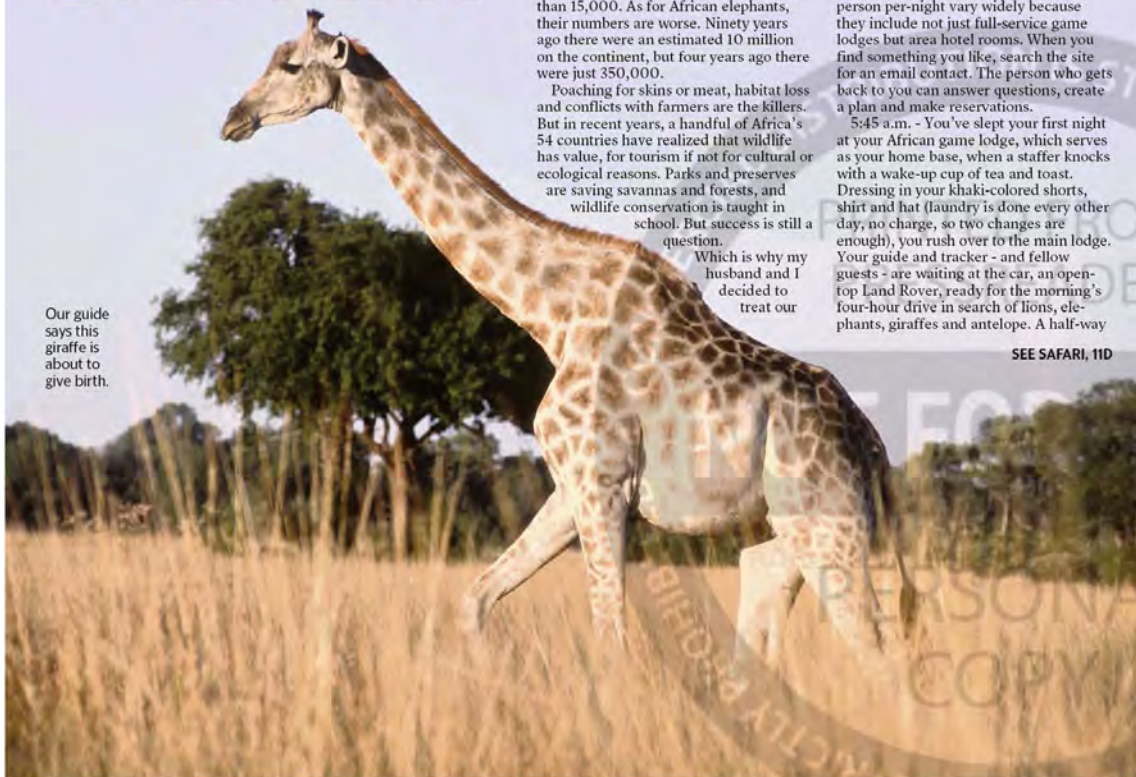 than 15,000. As for African elephants,
their numbers are worse. Ninety years
ago there were an estimated 10 million
on the continent, but four years ago there
were just 350,000.
Poaching for skins or meat, habitat loss
and conflicts with farmers are the killers.
But in recent years, a handful of Africa's
54 countries have realized that wildlife
has value, for tourism if not for cultural or
ecological reasons. Parks and preserves
are saving savannas and forests, and
wildlife conservation is taught in
school. But success is still a
question.
Which is why my
husband and I
decided to
treat our
person per-night vary widely because
they include not just full-service game
lodges but area hotel rooms. When you
find something you like, search the site
for an email contact. The person who gets
back to you can answer questions, create
a plan and make reservations.
5:45 a.m. - You've slept your first night
at your African game lodge, which serves
as your home base, when a staffer knocks
with a wake-up cup of tea and toast.
Dressing in your khaki-colored shorts,
shirt and hat (laundry is done every other
day, no charge, so two changes are
enough), you rush over to the main lodge.
Your guide and tracker - and fellow
guests - are waiting at the car, an open-
top Land Rover, ready for the morning's
four-hour drive in search of lions, ele-
phants, giraffes and antelope. A half-way
SEE SAFARI, 11D
Our guide
says this
giraffe is
about to
give birth.
PERSONA
COPY